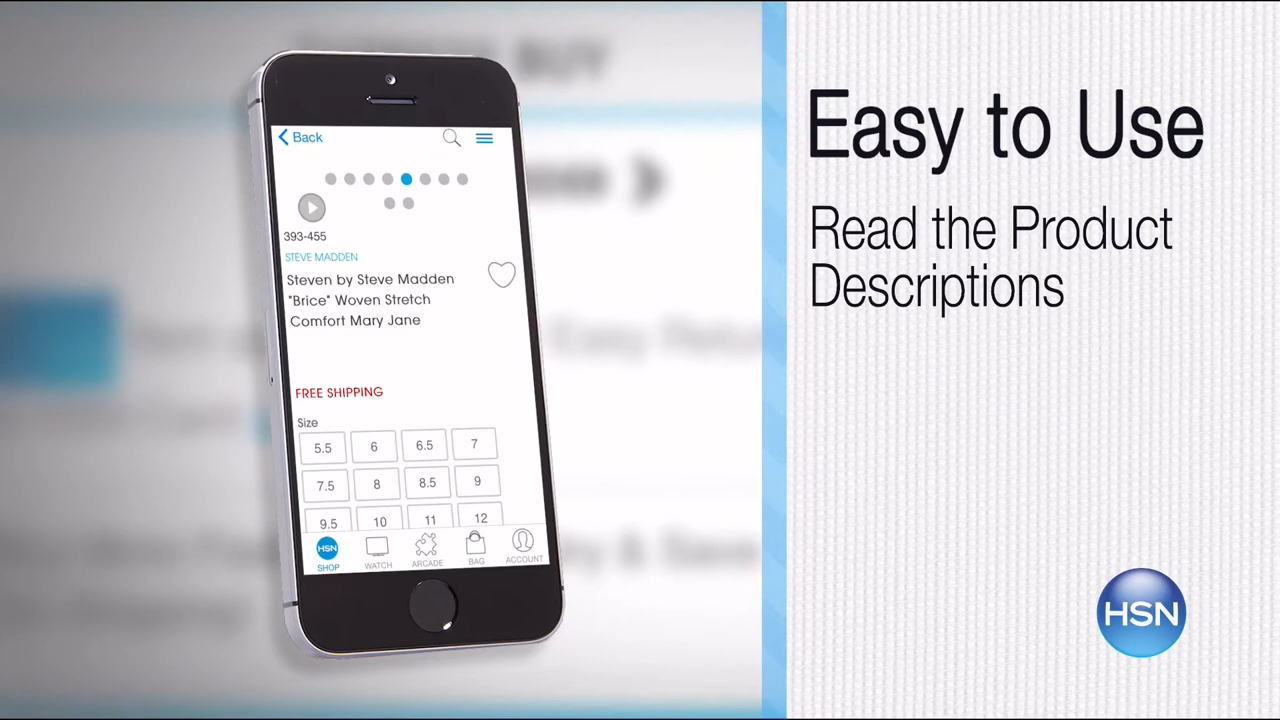 Back
393-455
STEVE MADDEN
Steven by Steve Madden
"Brice" Woven Stretch
Comfort Mary Jane
FREE SHIPPING
Size
5.5 6 6.5 7
7.5 8 8.5 9
9.5 10 11 12
HSN
SHOP WATCH ARCADE BAG ACCOUNT
Easy to Use
Read the Product
Descriptions
HSN
BUY